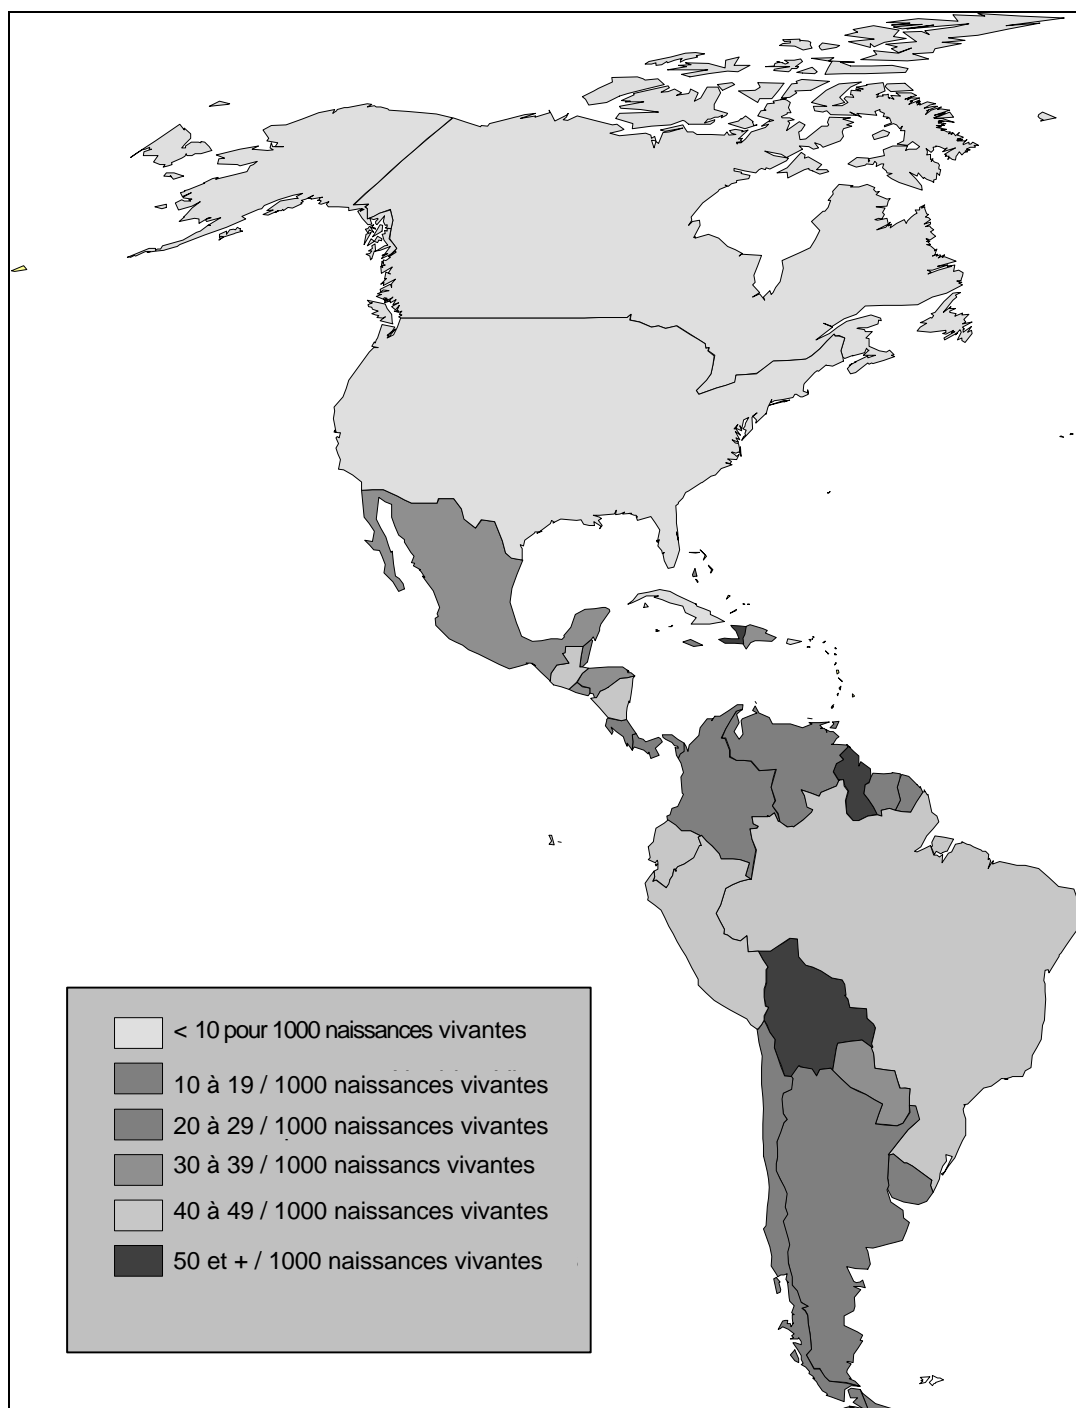 < 10 pour 1000 naissances vivantes
10 à 19 / 1000 naissances vivantes
20 à 29 / 1000 naissances vivantes
30 à 39 / 1000 naissancs vivantes
40 à 49 / 1000 naissances vivantes
50 et + / 1000 naissances vivantes